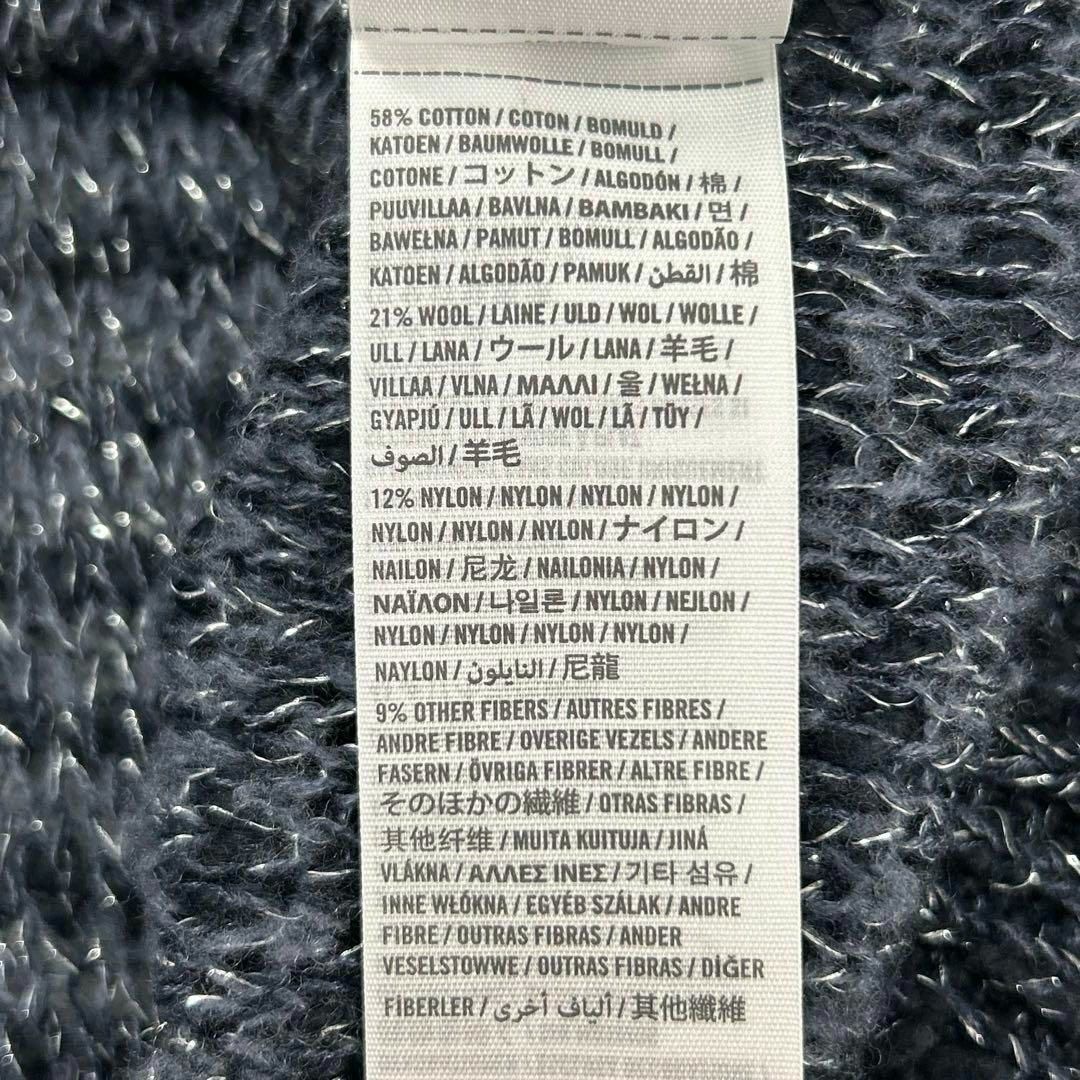 58% COTTON / COTON / BOMULD /
KATOEN / BAUMWOLLE / BOMULL /
COTONE / コットン / ALGODÓN / 棉 /
PUUVILLAA / BAVLNA / BAMBAKI / 면 /
BAWEŁNA / PAMUT / BOMULL / ALGODÃO /
KATOEN / ALGODÃO / PAMUK / القطن / 棉
21% WOOL / LAINE / ULD / WOL / WOLLE /
ULL / LANA / ウール / LANA / 羊毛 /
VILLAA / VLNA / ΜΑΛΛΙ / 울 / WEŁNA /
GYAPJÚ / ULL / LÃ / WOL / LÃ / TÜY /
الصوف / 羊毛
12% NYLON / NYLON / NYLON / NYLON /
NYLON / NYLON / NYLON / ナイロン /
NAILON / 尼龙 / NAILONIA / NYLON /
ΝΑΪΛΟΝ / 나일론 / NYLON / NEJLON /
NYLON / NYLON / NYLON / NYLON /
NAYLON / النايلون / 尼龍
9% OTHER FIBERS / AUTRES FIBRES /
ANDRE FIBRE / OVERIGE VEZELS / ANDERE
FASERN / ÖVRIGA FIBRER / ALTRE FIBRE /
そのほかの繊維 / OTRAS FIBRAS /
其他纤维 / MUITA KUITUJA / JINÁ
VLÁKNA / ΑΛΛΕΣ ΙΝΕΣ / 기타 섬유 /
INNE WŁÓKNA / EGYÉB SZÁLAK / ANDRE
FIBRE / OUTRAS FIBRAS / ANDER
VESELSTOWWE / OUTRAS FIBRAS / DİĞER
FİBERLER / ألياف أخرى / 其他纖維